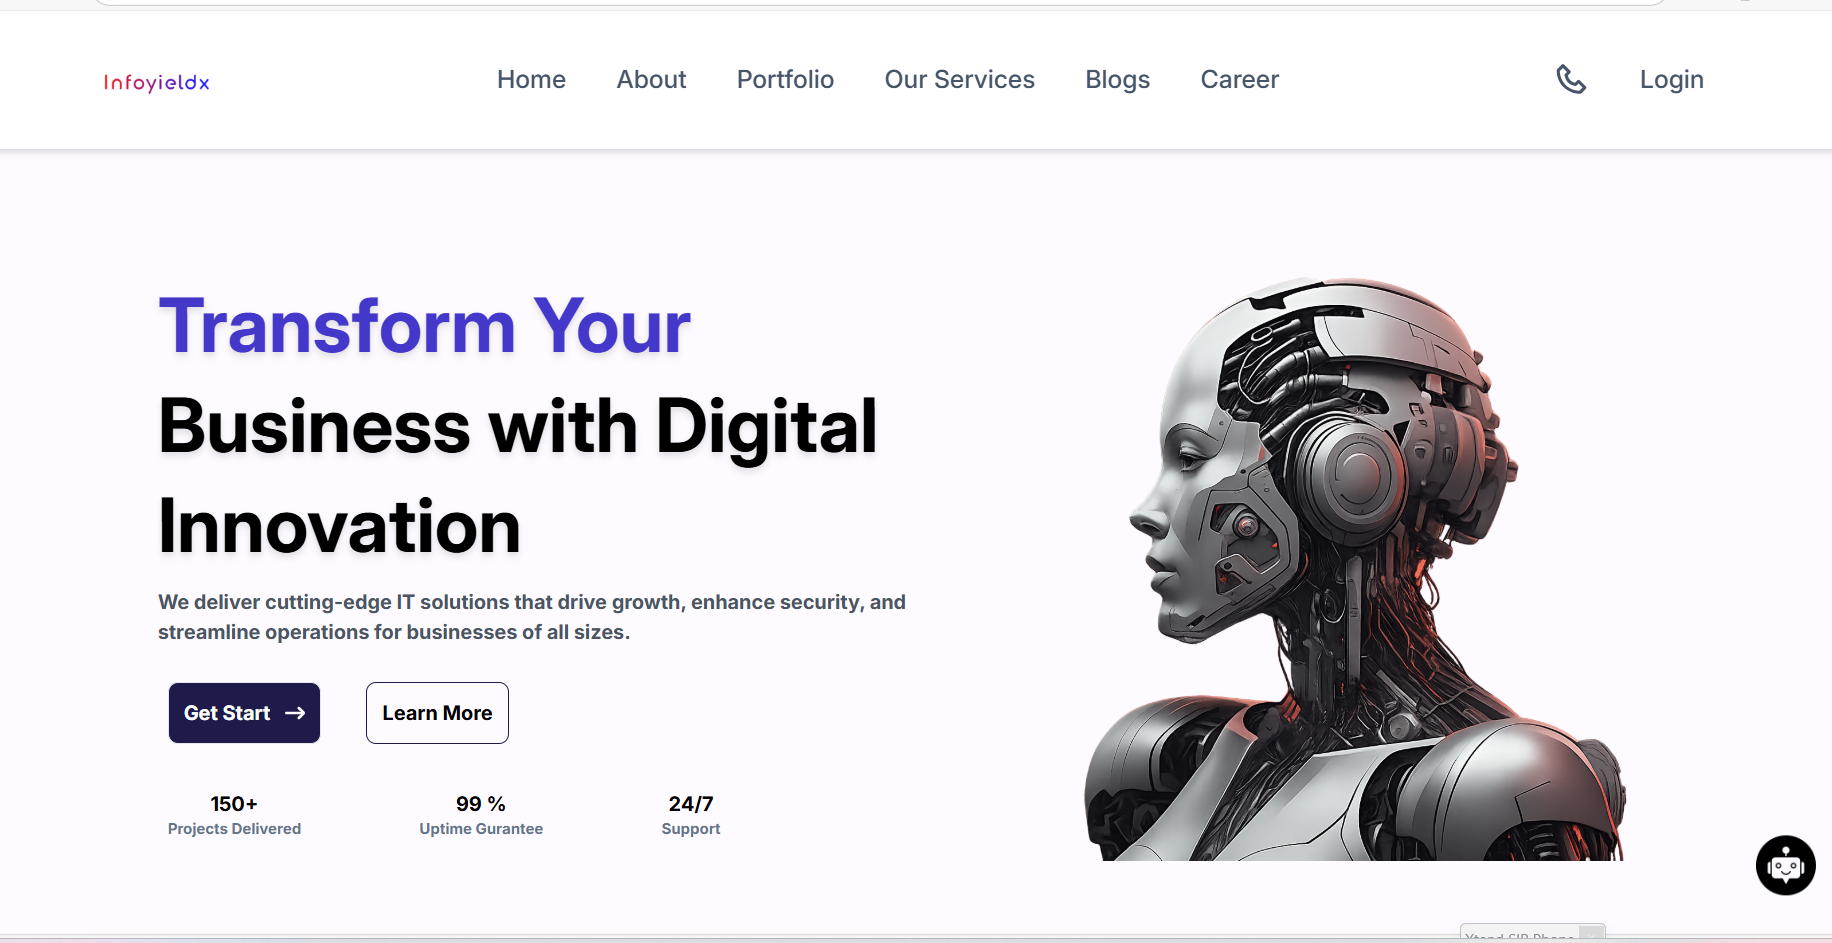 Infoyieldx
Home
About
Portfolio
Our Services
Blogs
Career
Login
Transform Your
Business with Digital
Innovation
We deliver cutting-edge IT solutions that drive growth, enhance security, and
streamline operations for businesses of all sizes.
Get Start
Learn More
150+
Projects Delivered
99 %
Uptime Gurantee
24/7
Support